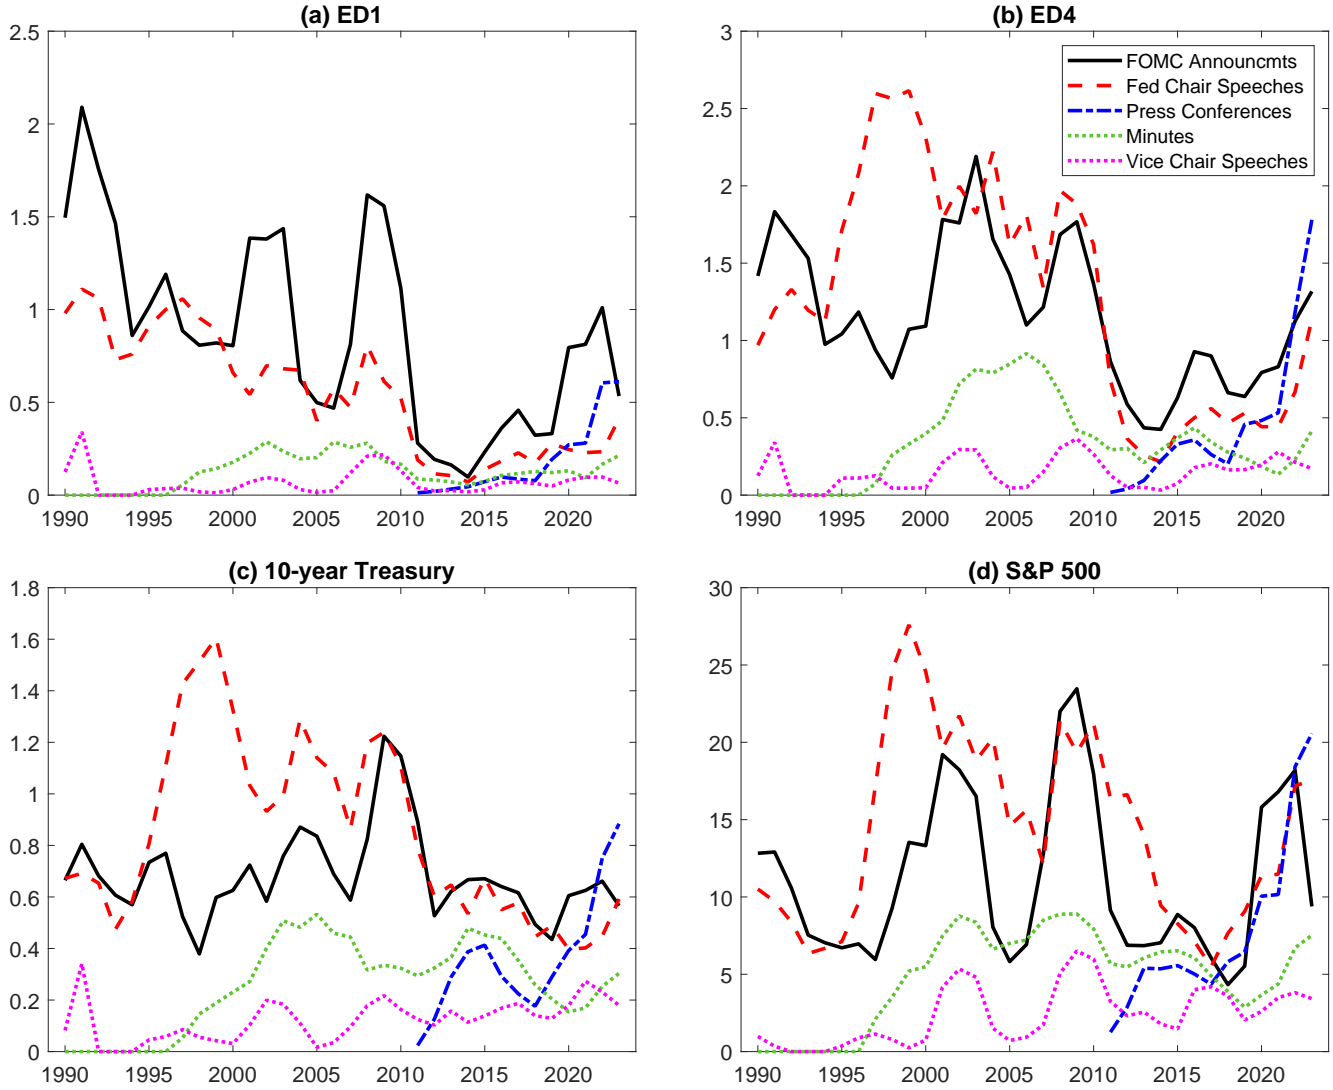 (a) ED1
2.5
2
1.5
1
0.5
0
1990 1995 2000 2005 2010 2015 2020
(b) ED4
3
2.5
2
1.5
1
0.5
0
1990 1995 2000 2005 2010 2015 2020
FOMC Announcmts
Fed Chair Speeches
Press Conferences
Minutes
Vice Chair Speeches
(c) 10-year Treasury
1.8
1.6
1.4
1.2
1
0.8
0.6
0.4
0.2
0
1990 1995 2000 2005 2010 2015 2020
(d) S&P 500
30
25
20
15
10
5
0
1990 1995 2000 2005 2010 2015 2020